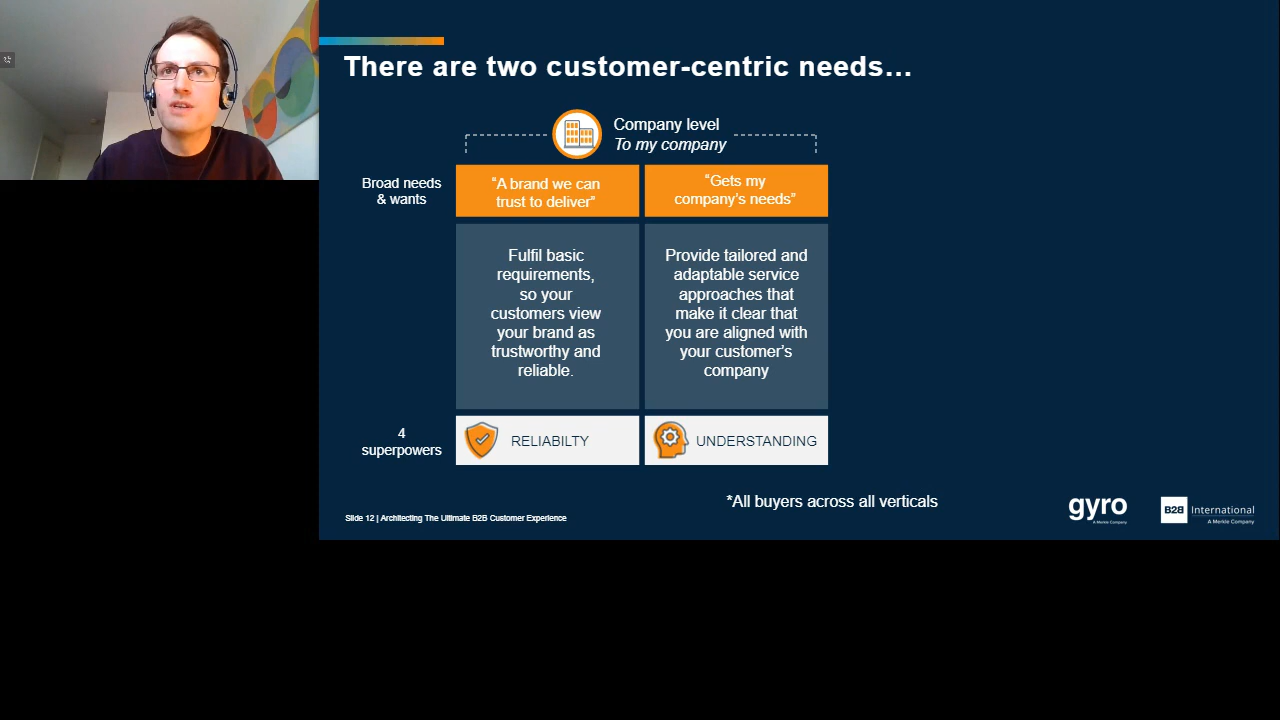 There are two customer-centric needs...
Company level
To my company
Broad needs
& wants
“A brand we can
trust to deliver”
“Gets my
company’s needs”
Fulfil basic
requirements,
so your
customers view
your brand as
trustworthy and
reliable.
Provide tailored and
adaptable service
approaches that
make it clear that
you are aligned with
your customer’s
company
4
superpowers
RELIABILTY
UNDERSTANDING
*All buyers across all verticals
Slide 12 | Architecting The Ultimate B2B Customer Experience
gyro
A Merkle Company
B2B International
A Merkle Company